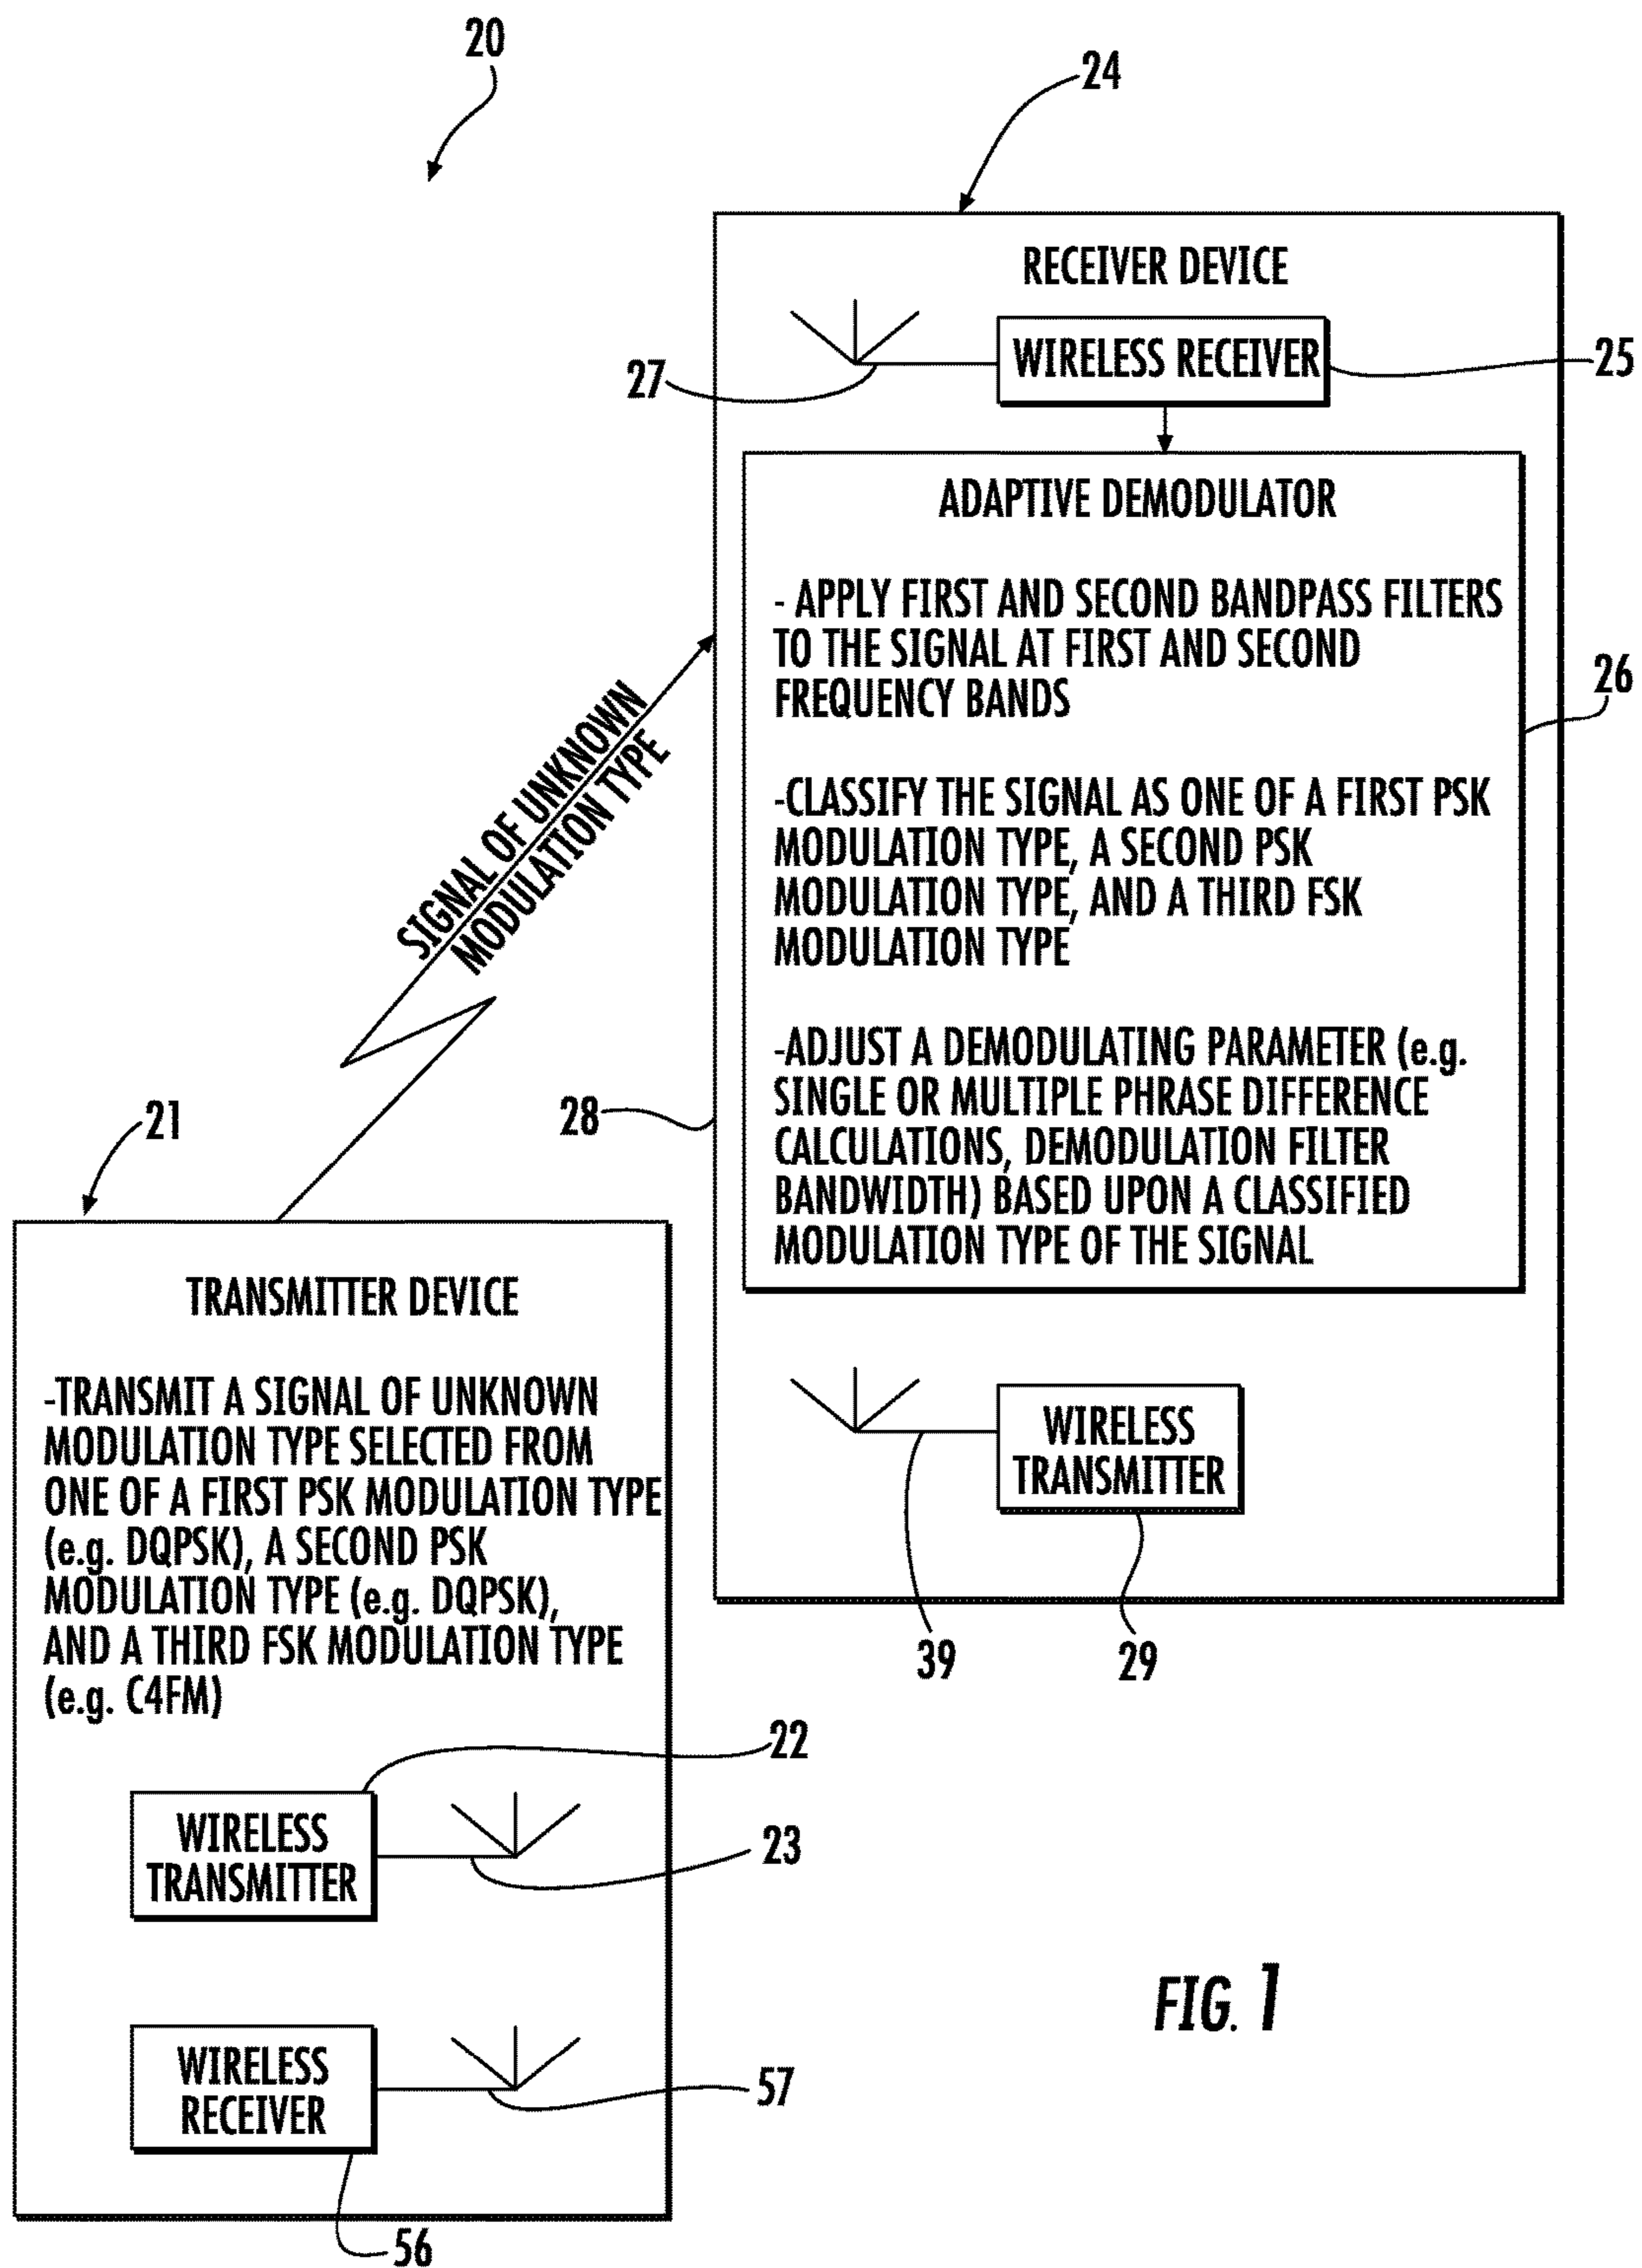 20
24
RECEIVER DEVICE
27
WIRELESS RECEIVER
25
ADAPTIVE DEMODULATOR
- APPLY FIRST AND SECOND BANDPASS FILTERS
TO THE SIGNAL AT FIRST AND SECOND
FREQUENCY BANDS
26
-CLASSIFY THE SIGNAL AS ONE OF A FIRST PSK
MODULATION TYPE, A SECOND PSK
MODULATION TYPE, AND A THIRD FSK
MODULATION TYPE
-ADJUST A DEMODULATING PARAMETER (e.g.
SINGLE OR MULTIPLE PHRASE DIFFERENCE
CALCULATIONS, DEMODULATION FILTER
BANDWIDTH) BASED UPON A CLASSIFIED
MODULATION TYPE OF THE SIGNAL
28
WIRELESS
TRANSMITTER
39
29
SIGNAL OF UNKNOWN
MODULATION TYPE
21
TRANSMITTER DEVICE
-TRANSMIT A SIGNAL OF UNKNOWN
MODULATION TYPE SELECTED FROM
ONE OF A FIRST PSK MODULATION TYPE
(e.g. DQPSK), A SECOND PSK
MODULATION TYPE (e.g. DQPSK),
AND A THIRD FSK MODULATION TYPE
(e.g. C4FM)
22
WIRELESS
TRANSMITTER
23
WIRELESS
RECEIVER
57
56
FIG. 1